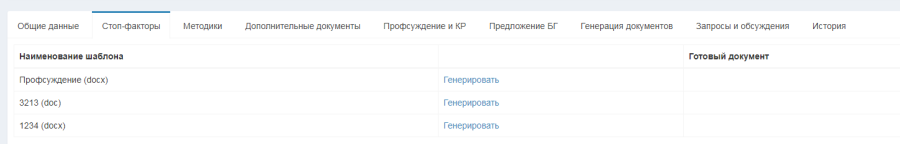 Общие данные Стоп-факторы Методики Дополнительные документы Профсуждение и КР Предложение БГ Генерация документов Запросы и обсуждения История
Наименование шаблона Готовый документ
Профсуждение (docx) Генерировать
3213 (doc) Генерировать
1234 (docx) Генерировать